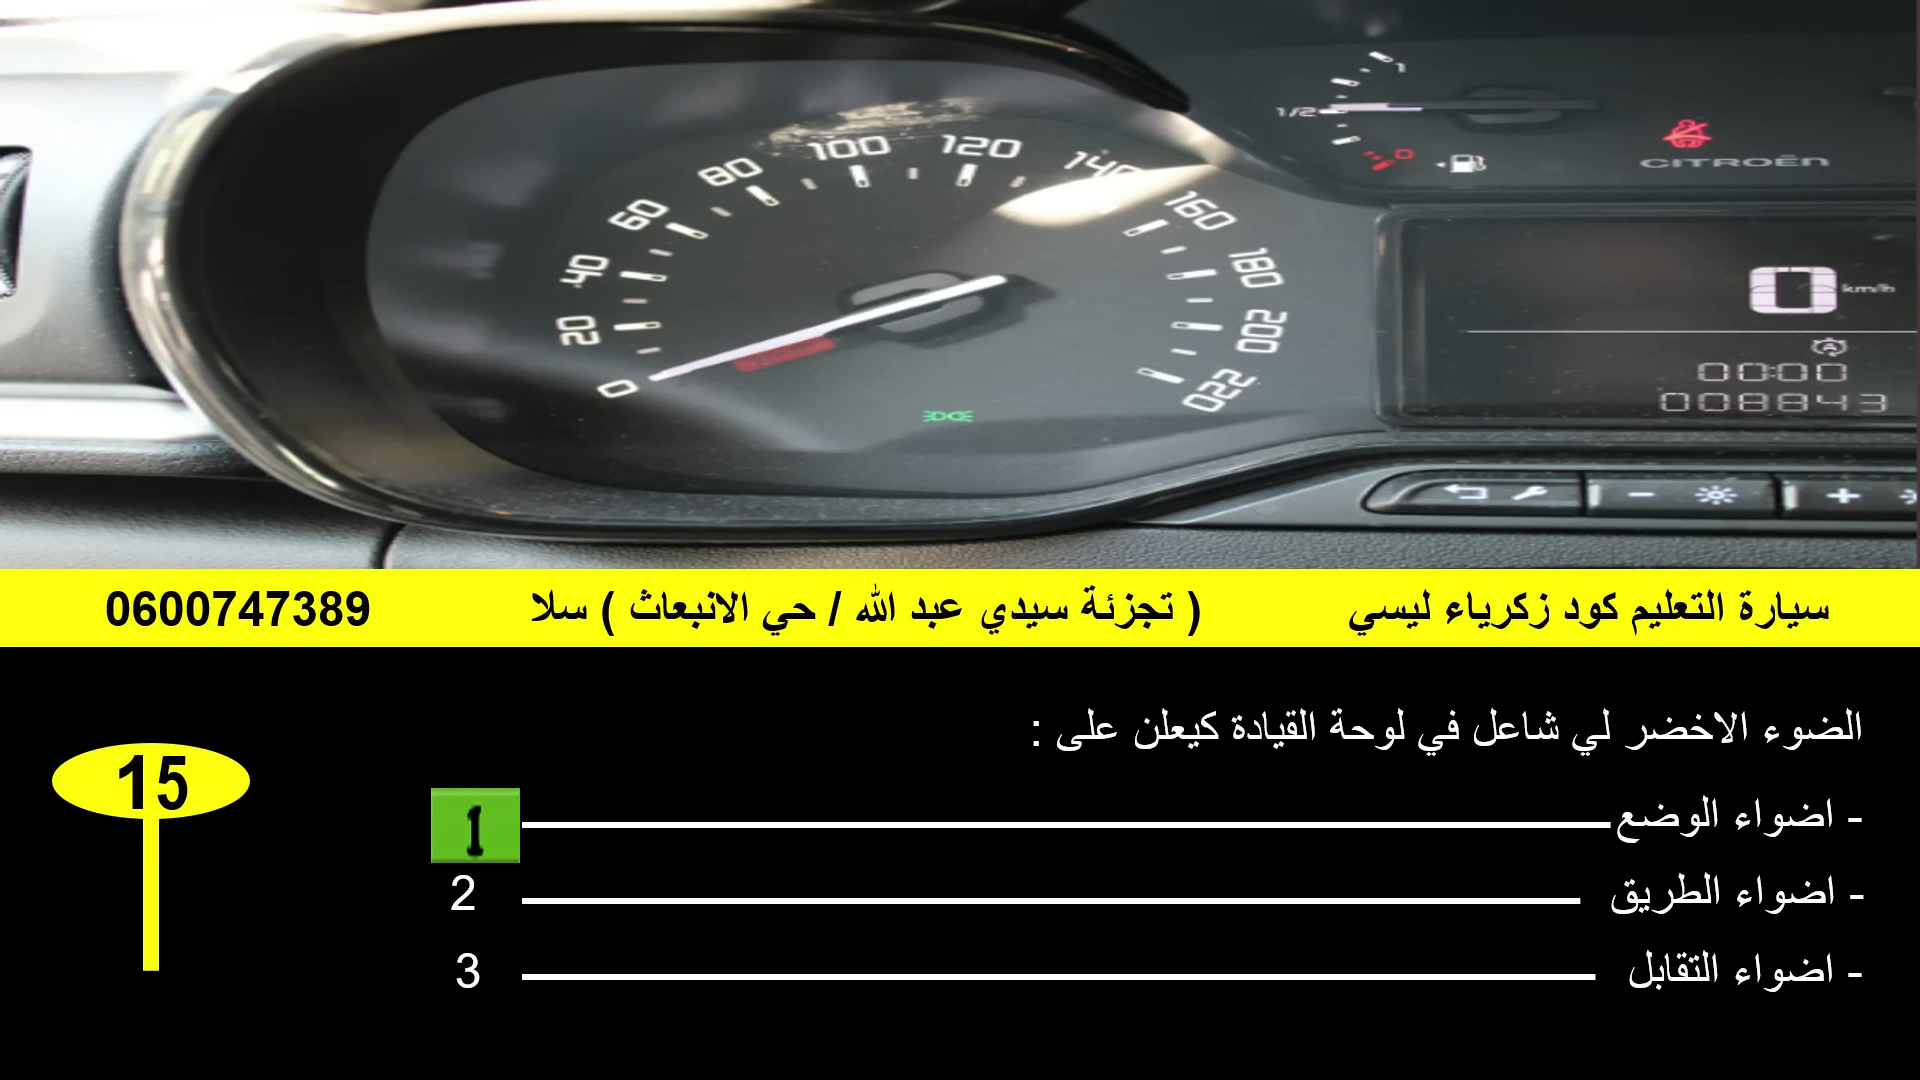 0 20 40 60 80 100 120 140 160 180 200 220
1
1/2
0
CITROËN
0 km/h
A
00:00
008843
- +
سيارة التعليم كود زكرياء ليسي ( تجزئة سيدي عبد الله / حي الانبعاث ) سلا 0600747389
الضوء الاخضر لي شاعل في لوحة القيادة كيعلن على :
15
- اضواء الوضع 1
- اضواء الطريق 2
- اضواء التقابل 3